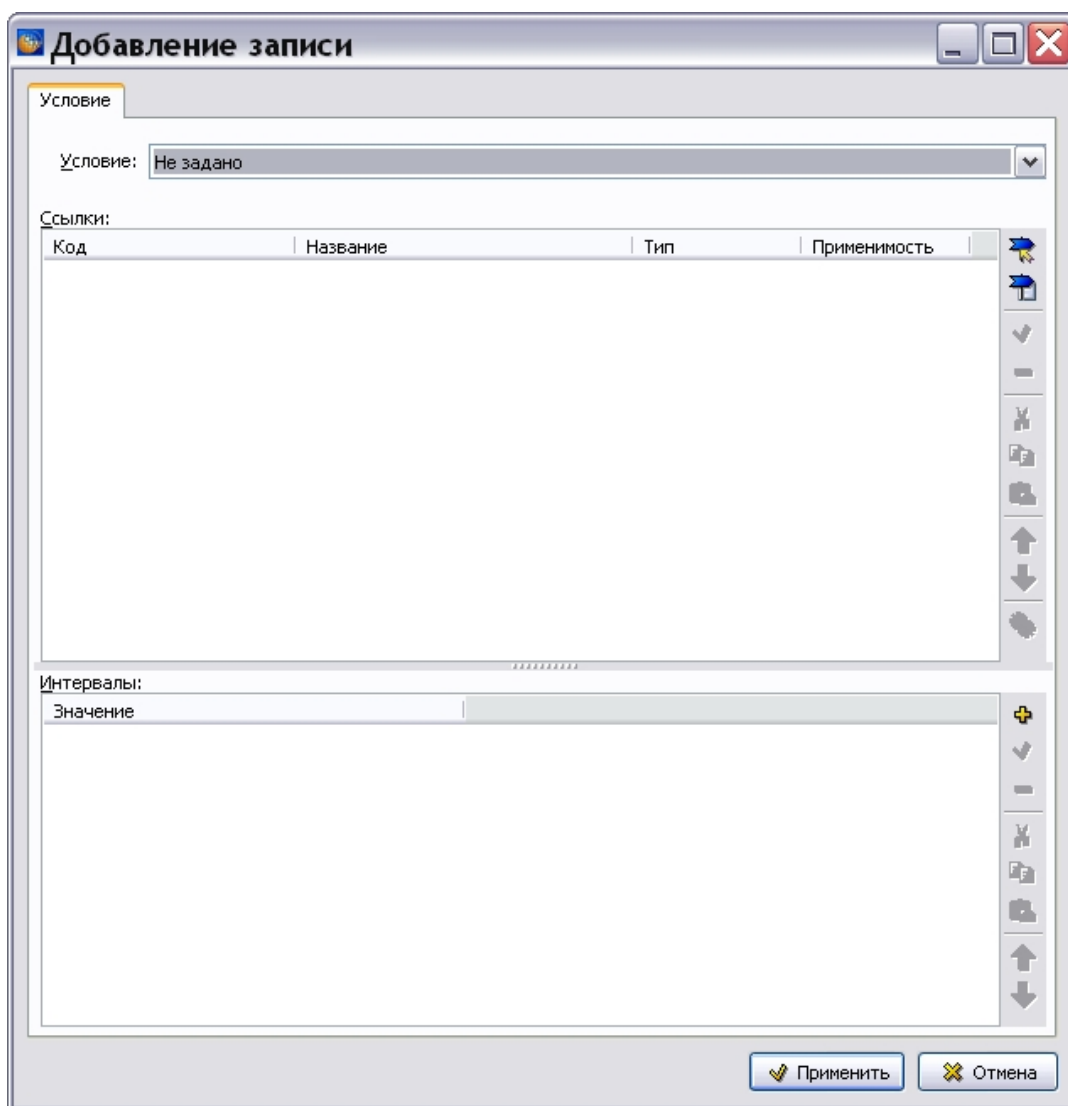 Добавление записи
Условие
Условие: Не задано
Ссылки:
Код Название Тип Применимость
Интервалы:
Значение
Применить Отмена